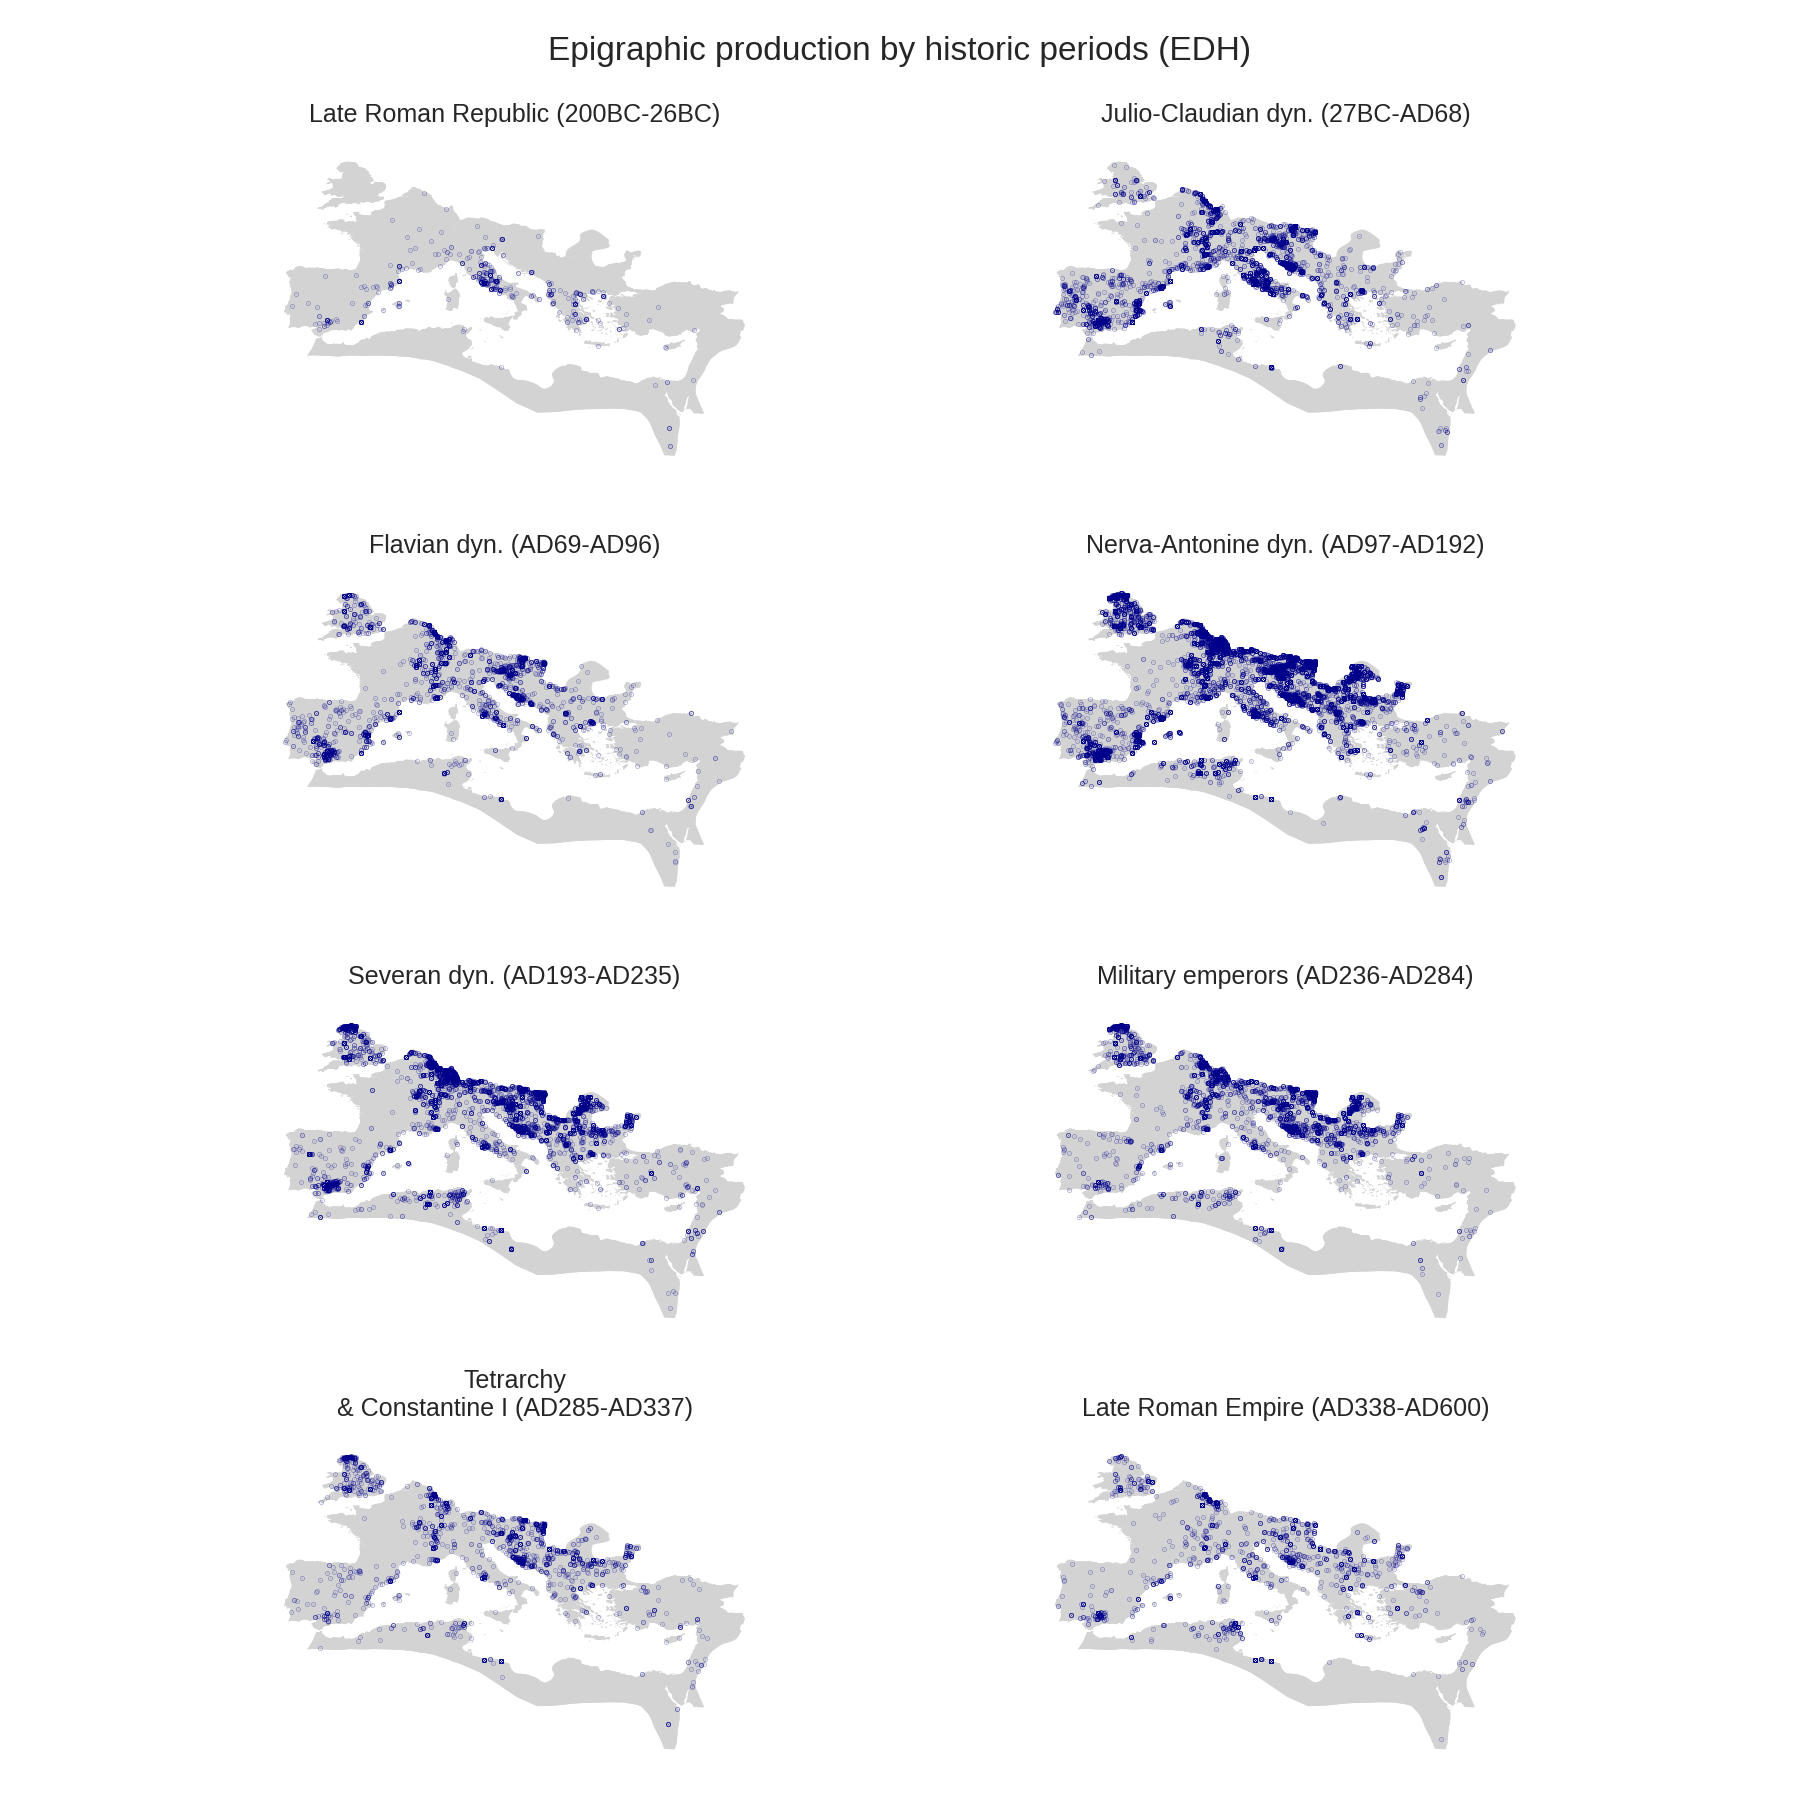 Epigraphic production by historic periods (EDH)
Late Roman Republic (200BC-26BC)
Julio-Claudian dyn. (27BC-AD68)
Flavian dyn. (AD69-AD96)
Nerva-Antonine dyn. (AD97-AD192)
Severan dyn. (AD193-AD235)
Military emperors (AD236-AD284)
Tetrarchy
& Constantine I (AD285-AD337)
Late Roman Empire (AD338-AD600)